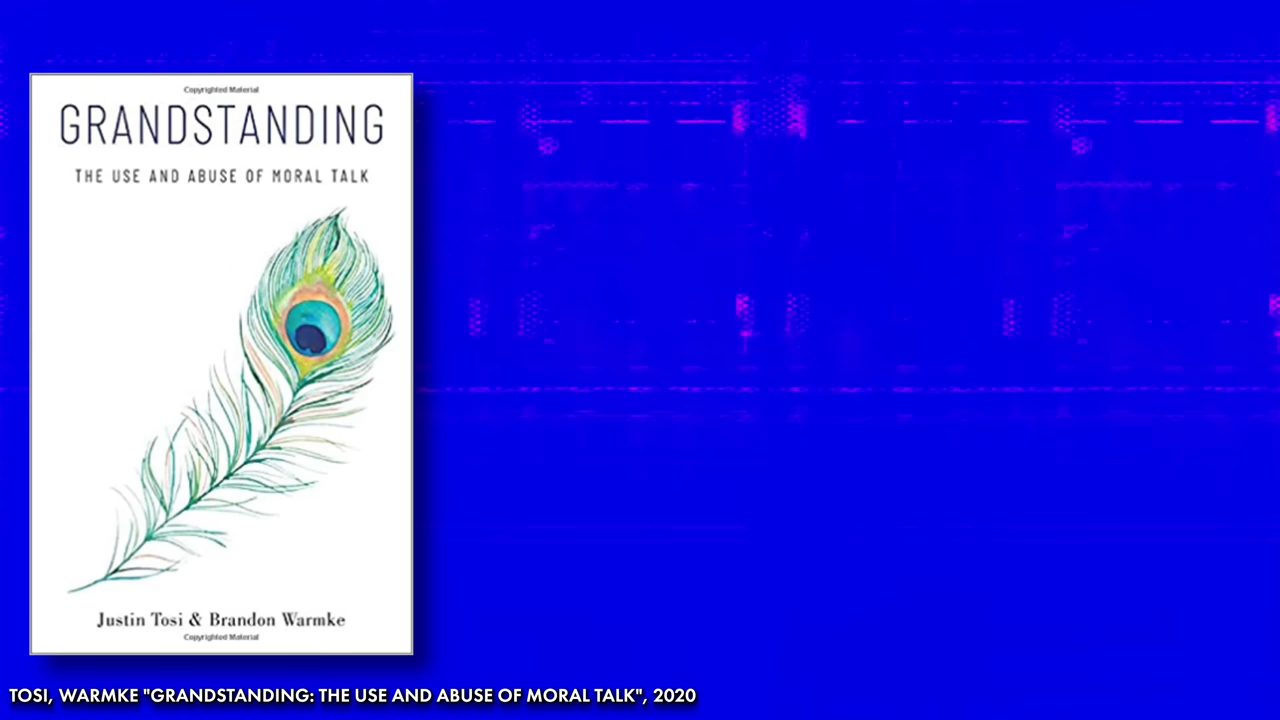 Copyrighted Material
GRANDSTANDING
THE USE AND ABUSE OF MORAL TALK
Justin Tosi & Brandon Warmke
Copyrighted Material
TOSI, WARMKE "GRANDSTANDING: THE USE AND ABUSE OF MORAL TALK", 2020